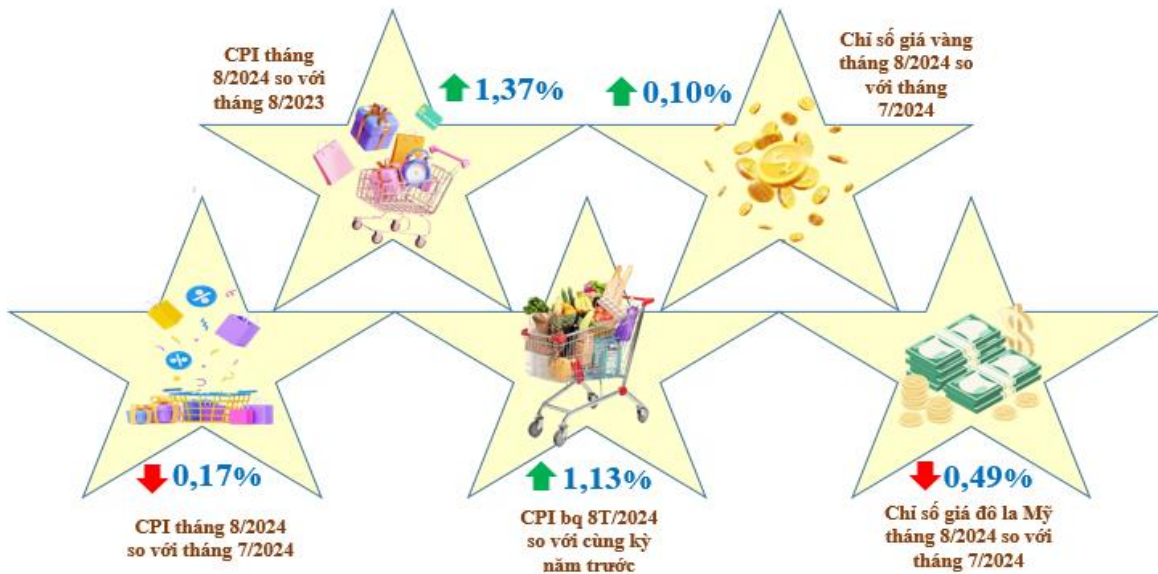 CPI tháng
8/2024 so với
tháng 8/2023
1,37%
0,10%
Chỉ số giá vàng
tháng 8/2024 so
với tháng
7/2024
0,17%
CPI tháng 8/2024
so với tháng 7/2024
1,13%
CPI bq 8T/2024
so với cùng kỳ
năm trước
0,49%
Chỉ số giá đô la Mỹ
tháng 8/2024 so với
tháng 7/2024